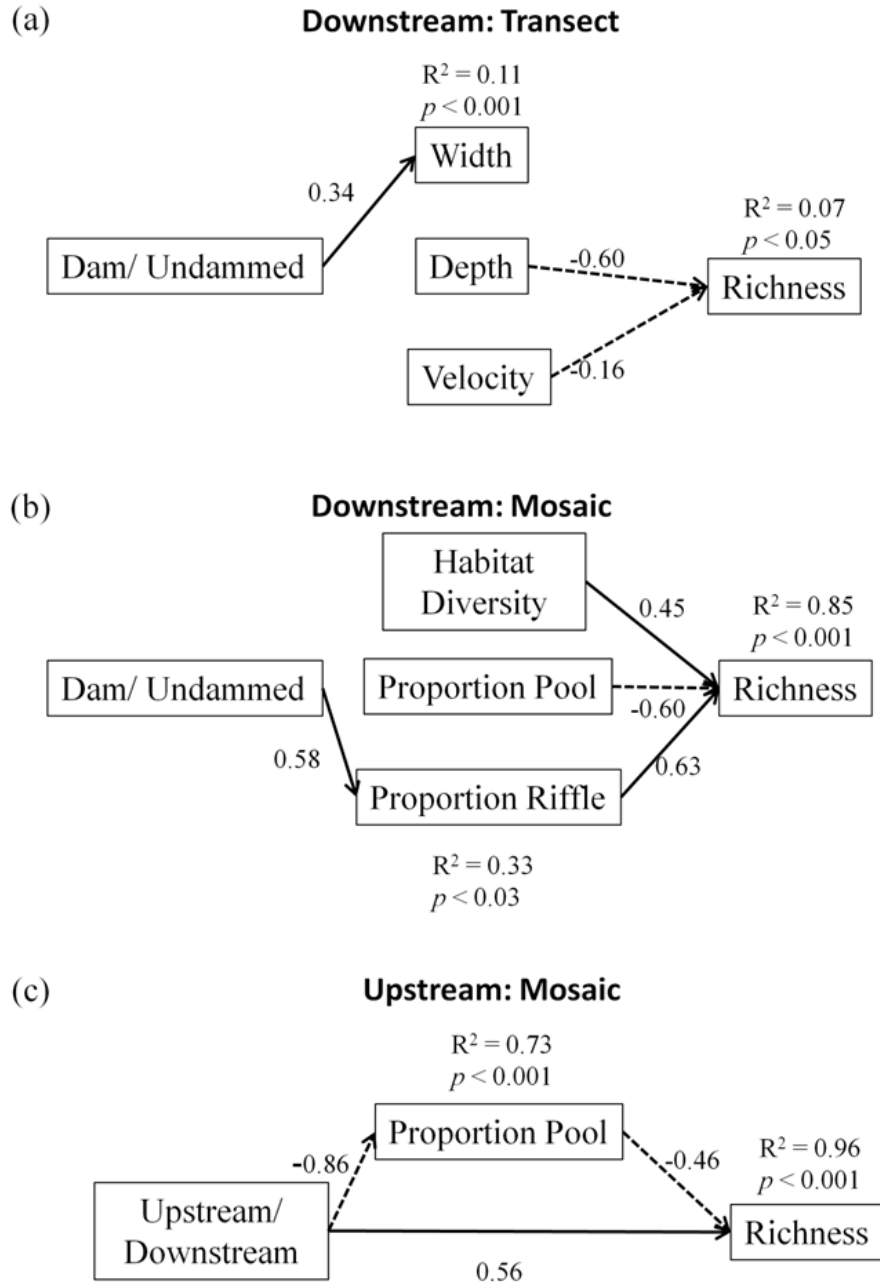 (a)
Downstream: Transect
R² = 0.11
p < 0.001
Width
0.34
R² = 0.07
p < 0.05
Dam/ Undammed
Depth
-0.60
Richness
Velocity
-0.16
(b)
Downstream: Mosaic
Habitat
Diversity
0.45
R² = 0.85
p < 0.001
Dam/ Undammed
Proportion Pool
-0.60
Richness
0.58
Proportion Riffle
0.63
R² = 0.33
p < 0.03
(c)
Upstream: Mosaic
R² = 0.73
p < 0.001
Proportion Pool
-0.86
-0.46
R² = 0.96
p < 0.001
Upstream/
Downstream
Richness
0.56